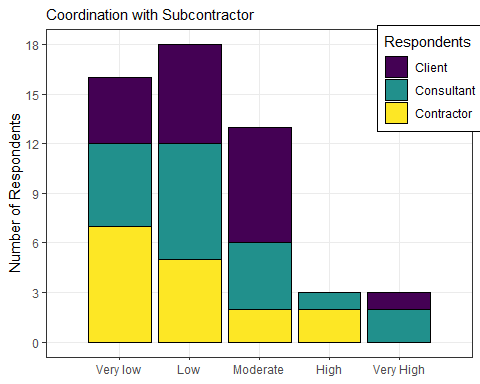 Coordination with Subcontractor
Respondents
Client
Consultant
Contractor
Number of Respondents
18
15
12
9
6
3
0
Very low Low Moderate High Very High